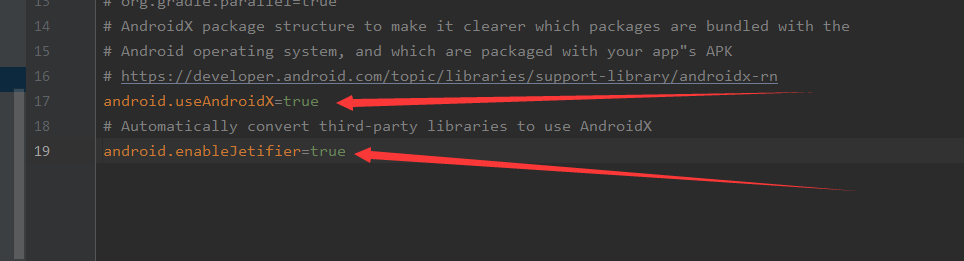 # org.gradle.parallel=true
14 # AndroidX package structure to make it clearer which packages are bundled with the
15 # Android operating system, and which are packaged with your app"s APK
16 # https://developer.android.com/topic/libraries/support-library/androidx-rn
17 android.useAndroidX=true
18 # Automatically convert third-party libraries to use AndroidX
19 android.enableJetifier=true